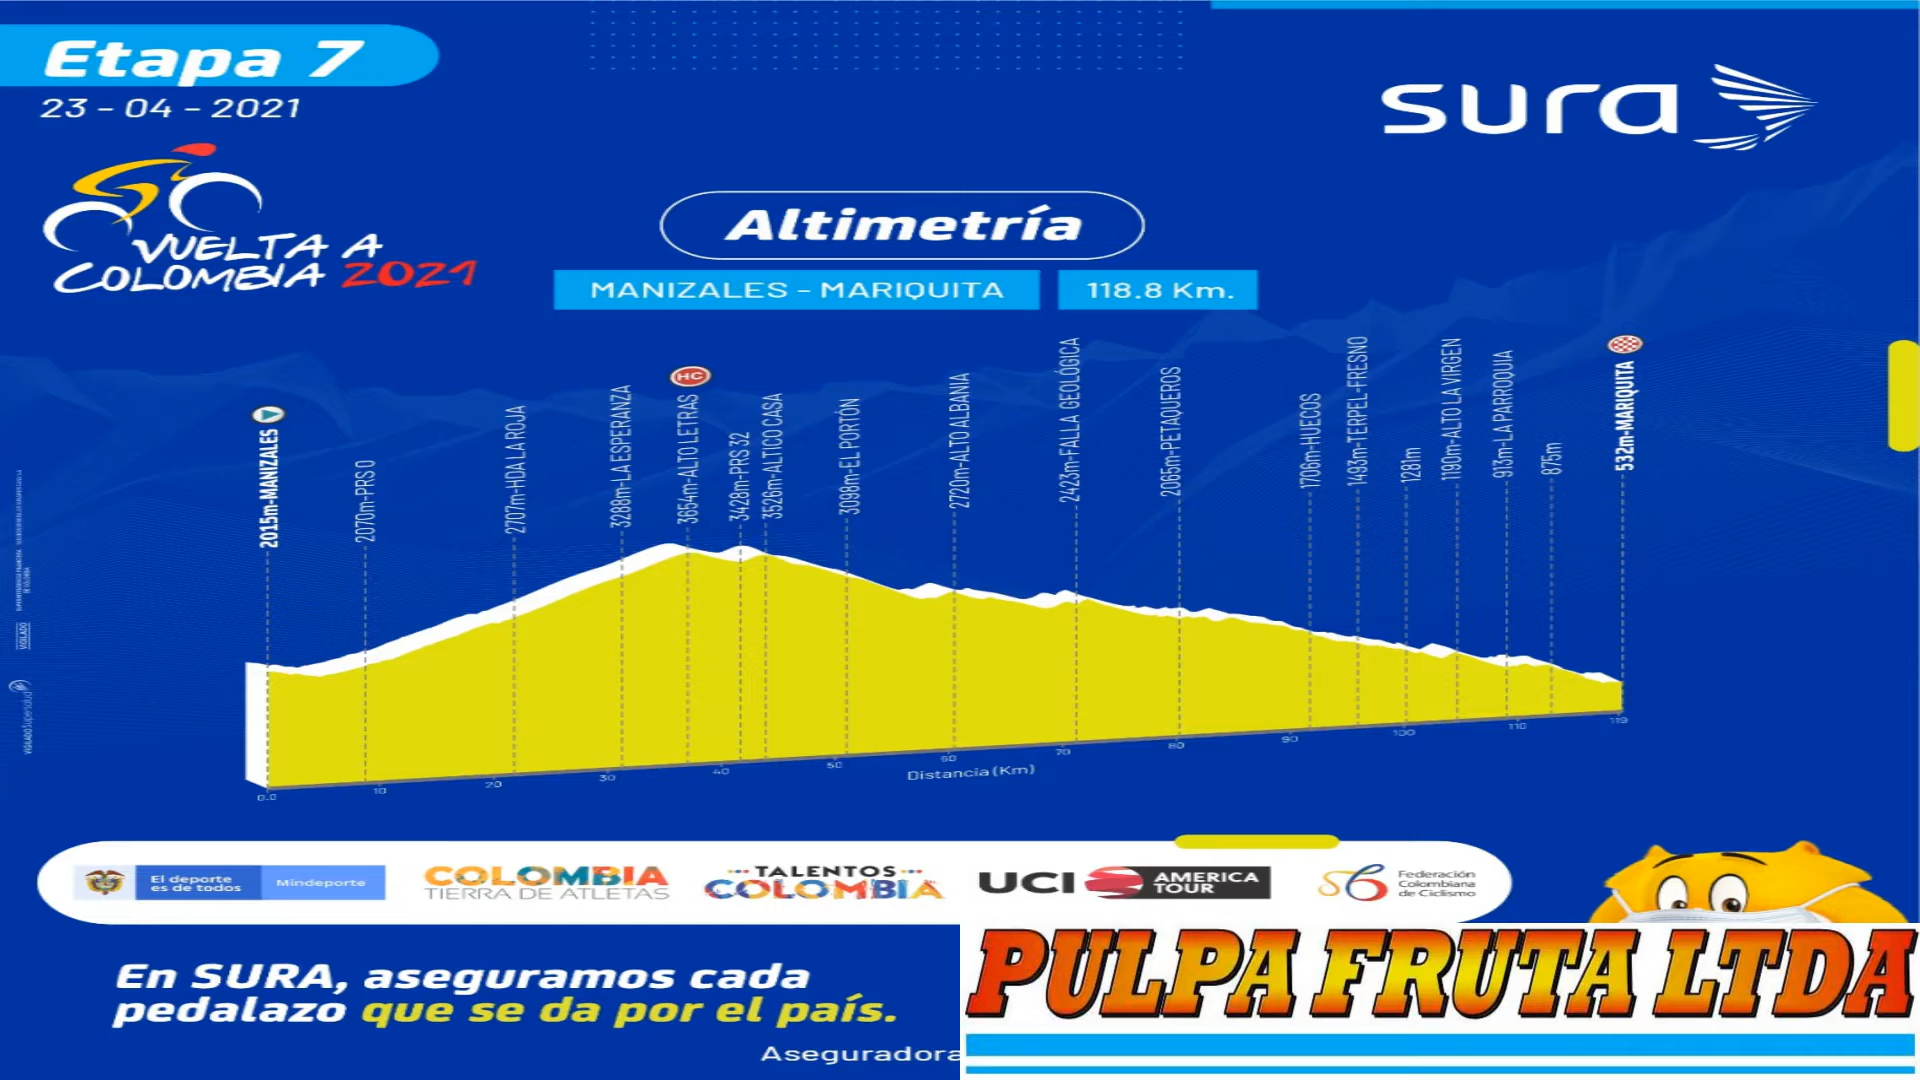 Etapa 7
23 - 04 - 2021
sura
VUELTA A
COLOMBIA 2021
Altimetría
MANIZALES - MARIQUITA
118.8 Km.
2015m-MANIZALES
2070m-PRS 0
2707m-HDA LA ROJA
3288m-LA ESPERANZA
HC
3654m-ALTO LETRAS
3428m-PRS 32
3526m-ALTICO CASA
3098m-EL PORTÓN
2720m-ALTO ALBANIA
2423m-FALLA GEOLÓGICA
2065m-PETAQUEROS
1706m-HUECOS
1493m-TERPEL-FRESNO
1281m
1190m-ALTO LA VIRGEN
913m-LA PARROQUIA
875m
532m-MARIQUITA
0.0 10 20 30 40 50 60 70 80 90 100 110 119
Distancia (Km)
VIGILADO
El deporte
es de todos
Mindeporte
COLOMBIA
TIERRA DE ATLETAS
TALENTOS
COLOMBIA
UCI AMERICA
TOUR
Federación
Colombiana
de Ciclismo
En SURA, aseguramos cada
pedalazo que se da por el país.
Aseguradora
PULPA FRUTA LTDA